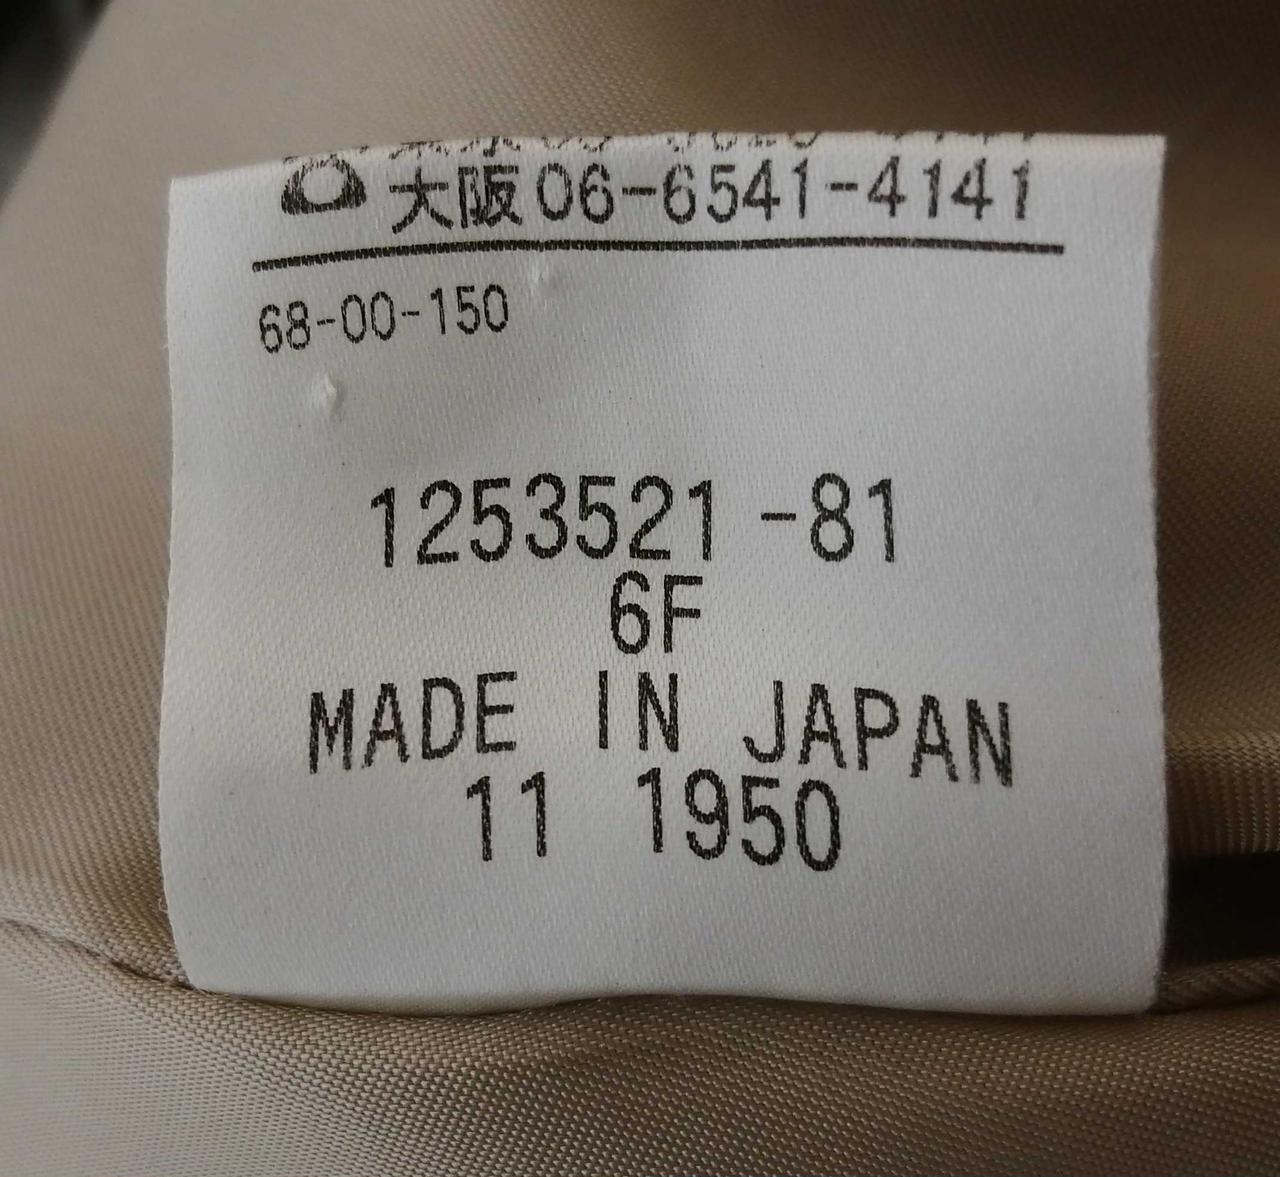 大阪06-6541-4141
68-00-150
1253521 -81
6F
MADE IN JAPAN
11 1950